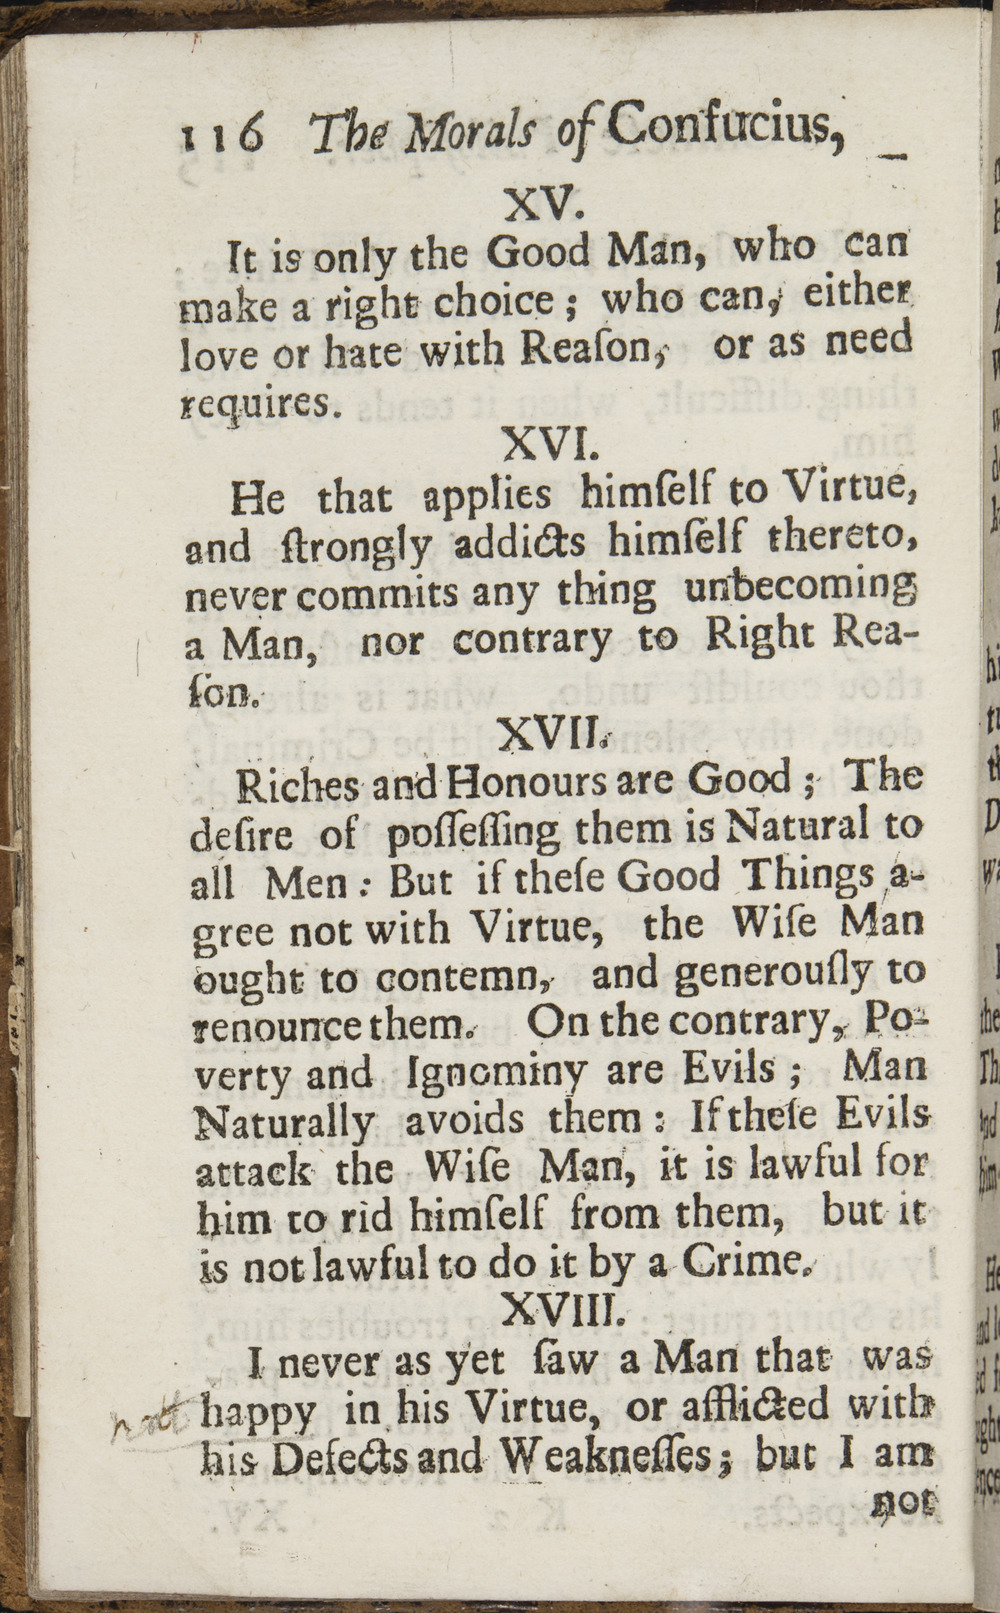 116 The Morals of Confucius,
XV.
It is only the Good Man, who can
make a right choice; who can, either
love or hate with Reaſon, or as need
requires.
XVI.
He that applies himſelf to Virtue,
and ſtrongly addicts himſelf thereto,
never commits any thing unbecoming
a Man, nor contrary to Right Rea-
ſon.
XVII.
Riches and Honours are Good; The
deſire of poſſeſſing them is Natural to
all Men: But if theſe Good Things a-
gree not with Virtue, the Wiſe Man
ought to contemn, and generouſly to
renounce them. On the contrary, Po-
verty and Ignominy are Evils; Man
Naturally avoids them: If theſe Evils
attack the Wiſe Man, it is lawful for
him to rid himſelf from them, but it
is not lawful to do it by a Crime.
XVIII.
I never as yet ſaw a Man that was
nott happy in his Virtue, or afflicted with
his Defects and Weakneſſes; but I am
not